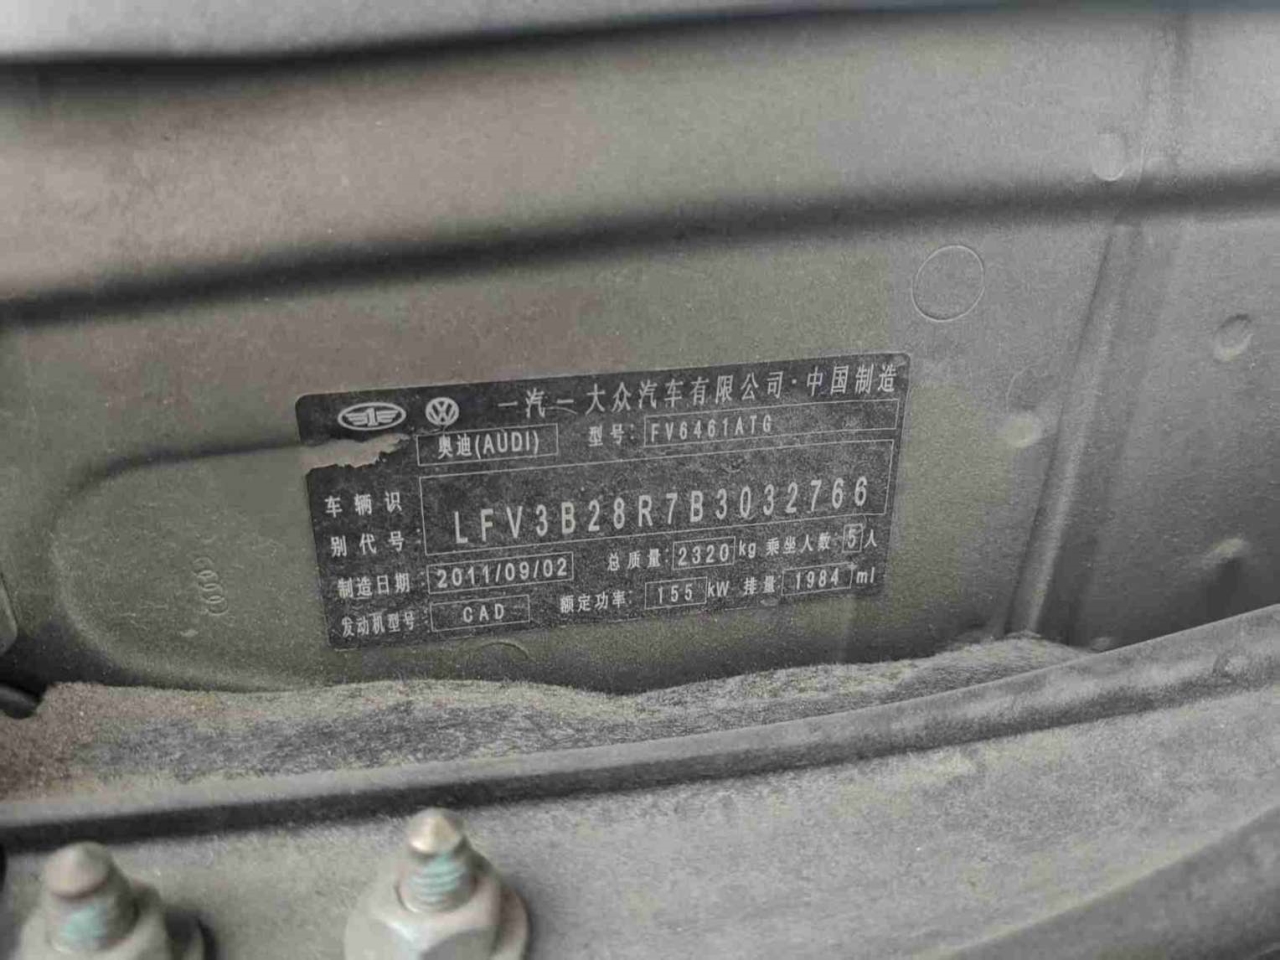 一汽一大众汽车有限公司·中国制造
奥迪(AUDI) 型号: FV6461ATG
车辆识别代号: LFV3B28R7B3032766
制造日期: 2011/09/02 总质量: 2320 kg 乘坐人数: 5 人
发动机型号: CAD 额定功率: 155 kW 排量: 1984 ml